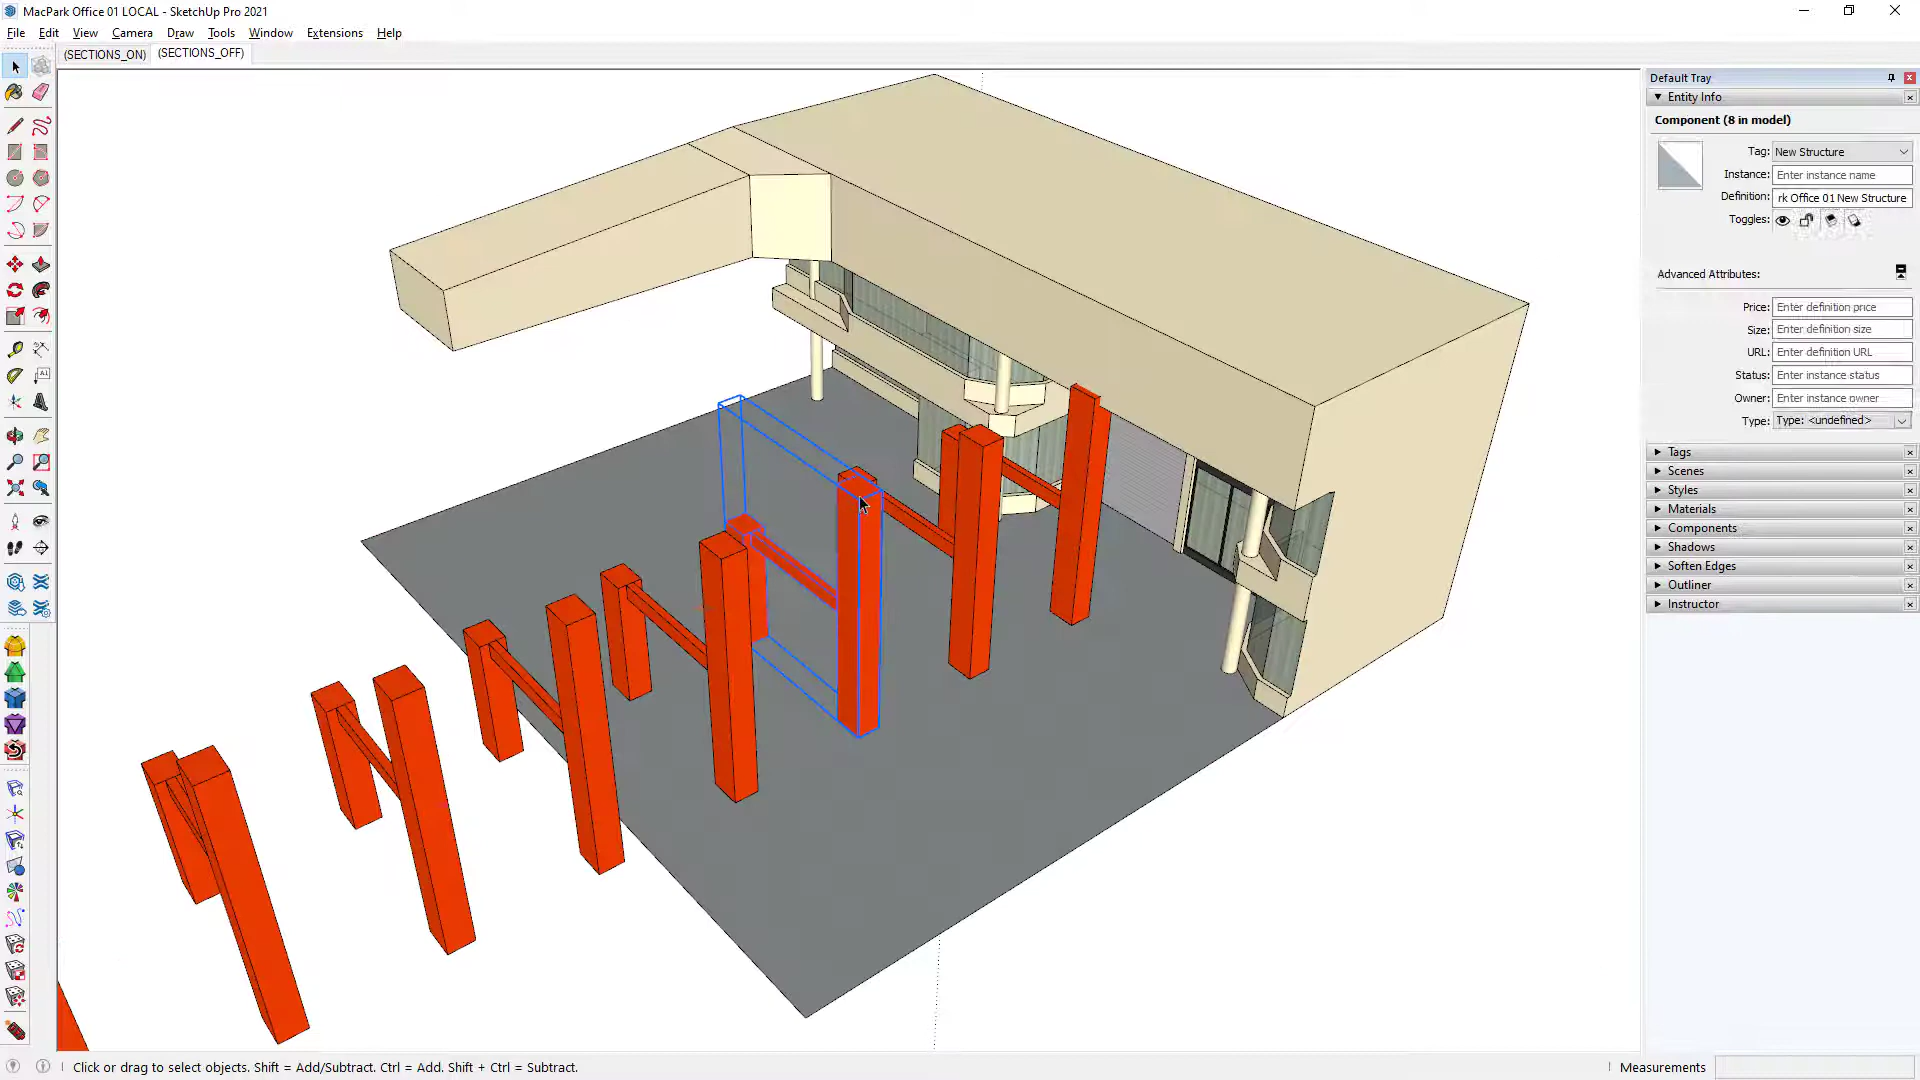 MacPark Office 01 LOCAL - SketchUp Pro 2021
File Edit View Camera Draw Tools Window Extensions Help
(SECTIONS_ON) (SECTIONS_OFF)
A1
Default Tray
Entity Info
Component (8 in model)
Tag: New Structure
Instance: Enter instance name
Definition: rk Office 01 New Structure
Toggles:
Advanced Attributes:
Price: Enter definition price
Size: Enter definition size
URL: Enter definition URL
Status: Enter instance status
Owner: Enter instance owner
Type: Type: <undefined>
Tags
Scenes
Styles
Materials
Components
Shadows
Soften Edges
Outliner
Instructor
Click or drag to select objects. Shift = Add/Subtract. Ctrl = Add. Shift + Ctrl = Subtract.
Measurements